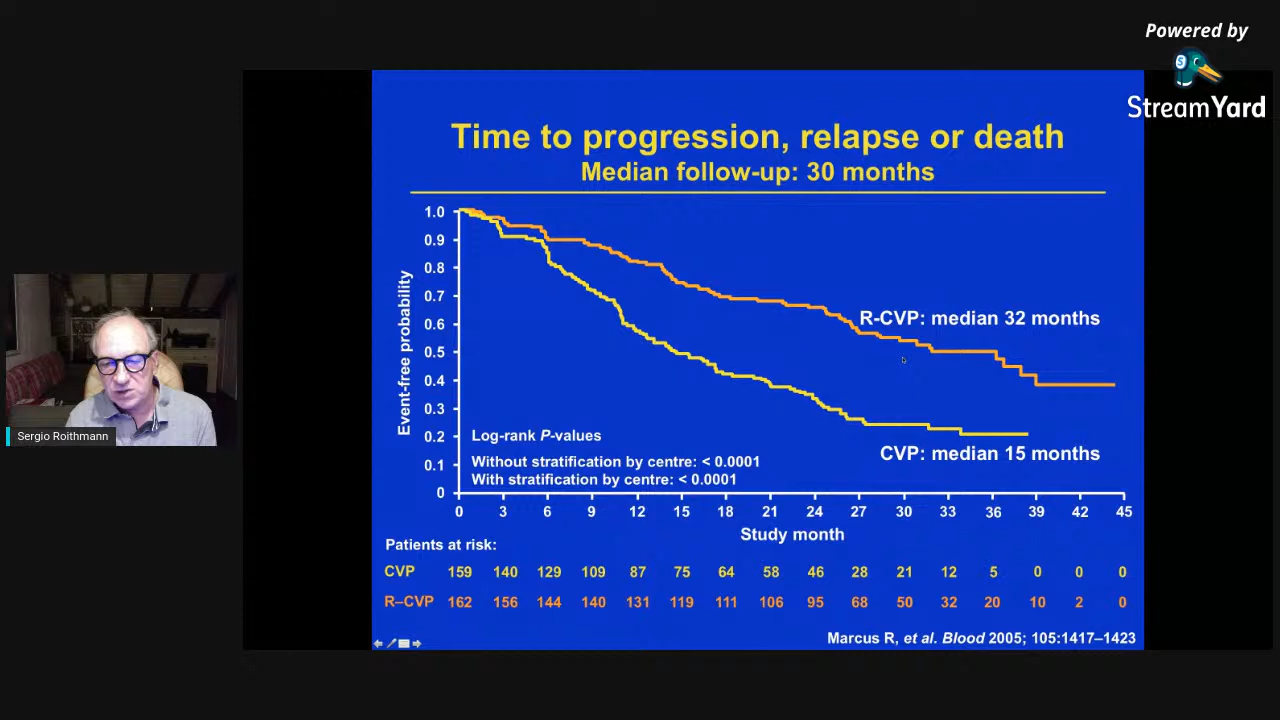 Powered by
StreamYard
Time to progression, relapse or death
Median follow-up: 30 months
Event-free probability
1.0
0.9
0.8
0.7
0.6
0.5
0.4
0.3
0.2
0.1
0
R-CVP: median 32 months
CVP: median 15 months
Log-rank P-values
Without stratification by centre: < 0.0001
With stratification by centre: < 0.0001
0 3 6 9 12 15 18 21 24 27 30 33 36 39 42 45
Study month
Patients at risk:
CVP 159 140 129 109 87 75 64 58 46 28 21 12 5 0 0 0
R–CVP 162 156 144 140 131 119 111 106 95 68 50 32 20 10 2 0
Marcus R, et al. Blood 2005; 105:1417–1423
Sergio Roithmann